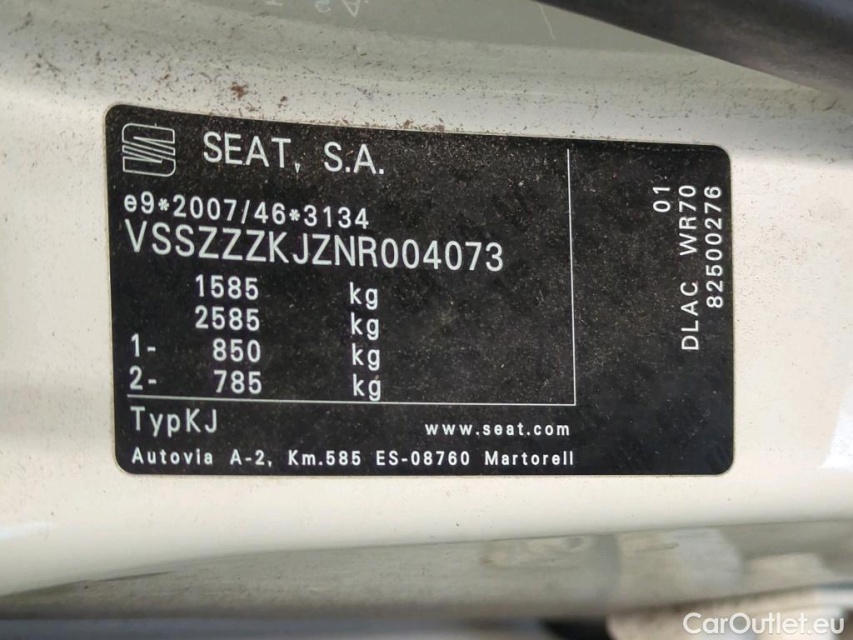 SEAT, S.A.
e9*2007/46*3134
VSSZZZKJZNR004073
1585 kg
2585 kg
1- 850 kg
2- 785 kg
TypKJ
www.seat.com
Autovia A-2, Km.585 ES-08760 Martorell
01
DLAC WR70
82500276
CarOutlet.eu